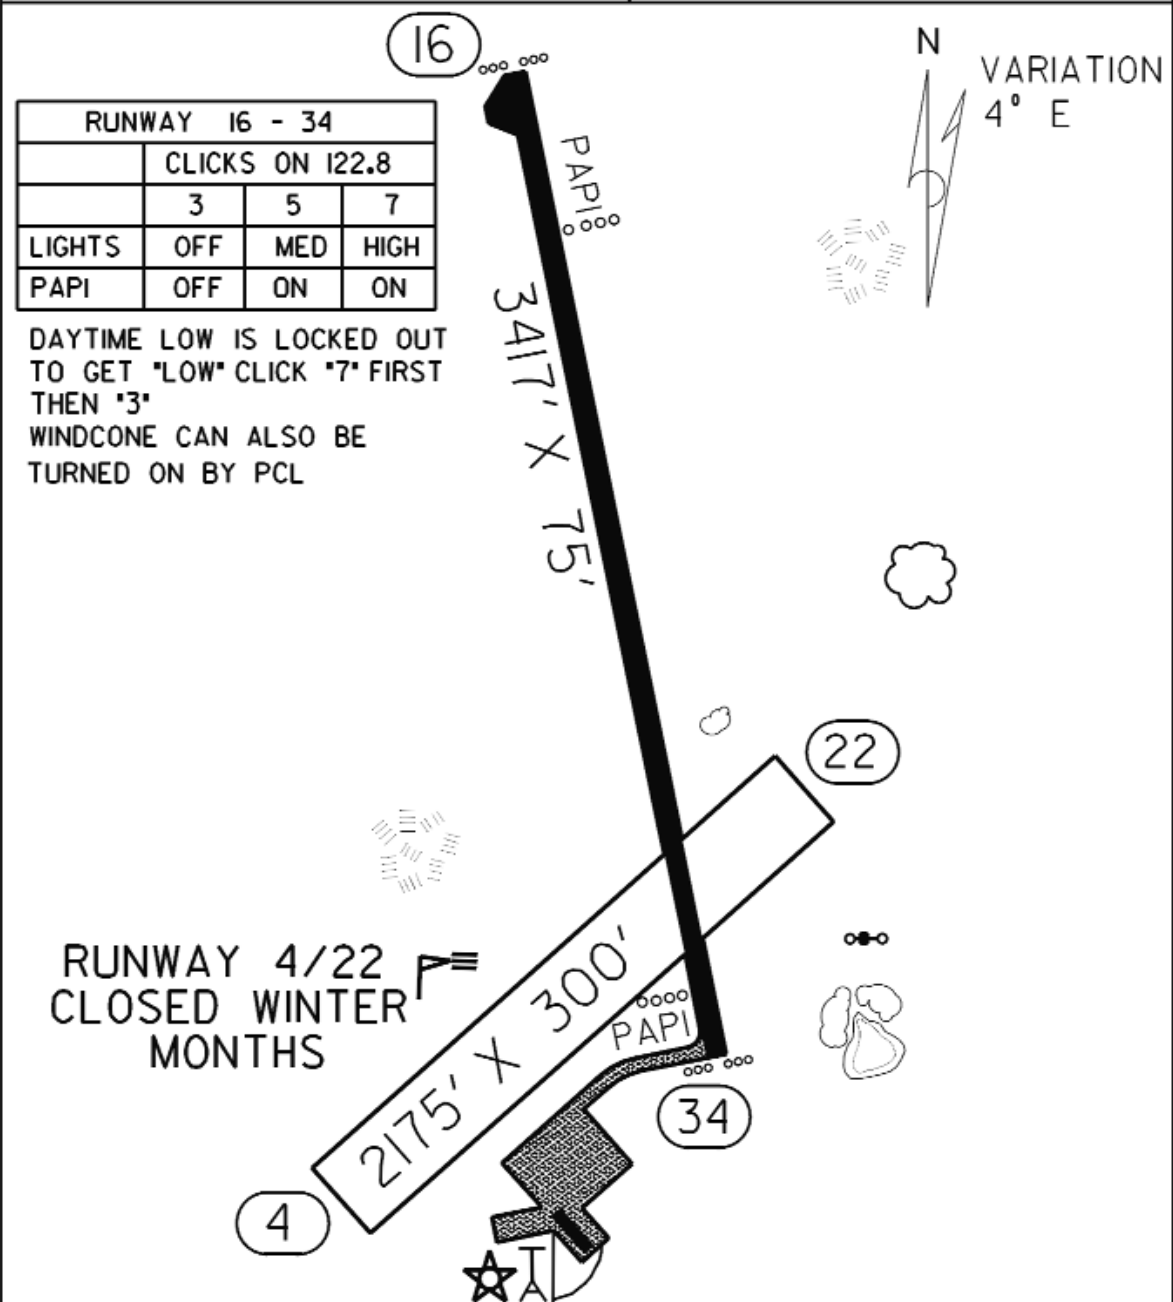 16
N
VARIATION
4° E
RUNWAY 16 - 34
CLICKS ON 122.8
3 5 7
LIGHTS OFF MED HIGH
PAPI OFF ON ON
DAYTIME LOW IS LOCKED OUT
TO GET "LOW" CLICK "7" FIRST
THEN "3"
WINDCONE CAN ALSO BE
TURNED ON BY PCL
PAPI
3417' X 75'
22
RUNWAY 4/22
CLOSED WINTER
MONTHS
2175' X 300'
PAPI
34
4